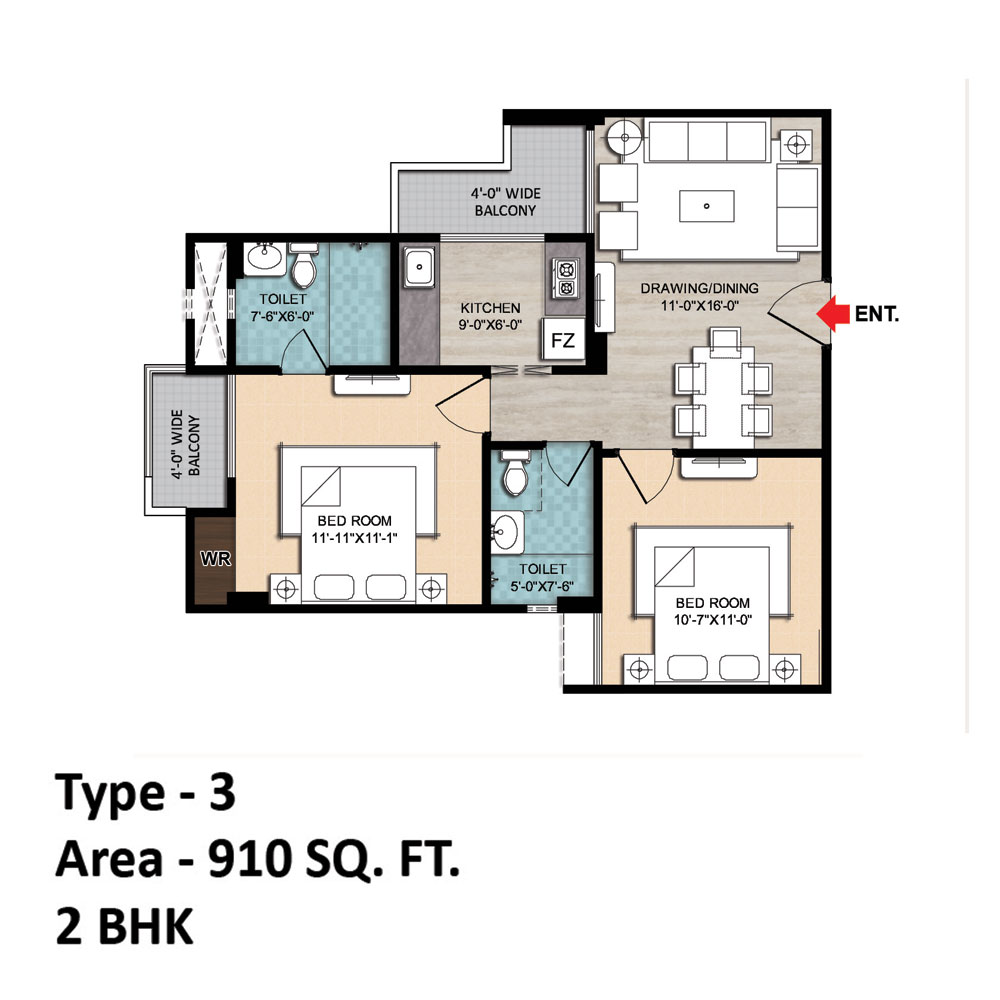 4'-0" WIDE
BALCONY
TOILET
7'-6"X6'-0"
KITCHEN
9'-0"X6'-0"
FZ
DRAWING/DINING
11'-0"X16'-0"
ENT.
4'-0" WIDE
BALCONY
BED ROOM
11'-11"X11'-1"
WR
TOILET
5'-0"X7'-6"
BED ROOM
10'-7"X11'-0"
Type - 3
Area - 910 SQ. FT.
2 BHK